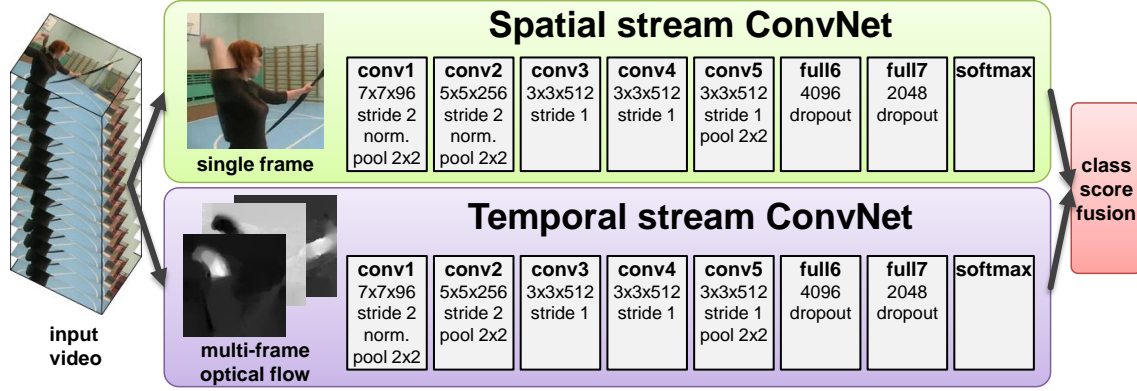 Spatial stream ConvNet
conv1
7x7x96
stride 2
norm.
pool 2x2
conv2
5x5x256
stride 2
norm.
pool 2x2
conv3
3x3x512
stride 1
conv4
3x3x512
stride 1
conv5
3x3x512
stride 1
pool 2x2
full6
4096
dropout
full7
2048
dropout
softmax
single frame
Temporal stream ConvNet
conv1
7x7x96
stride 2
norm.
pool 2x2
conv2
5x5x256
stride 2
pool 2x2
conv3
3x3x512
stride 1
conv4
3x3x512
stride 1
conv5
3x3x512
stride 1
pool 2x2
full6
4096
dropout
full7
2048
dropout
softmax
multi-frame
optical flow
input
video
class
score
fusion